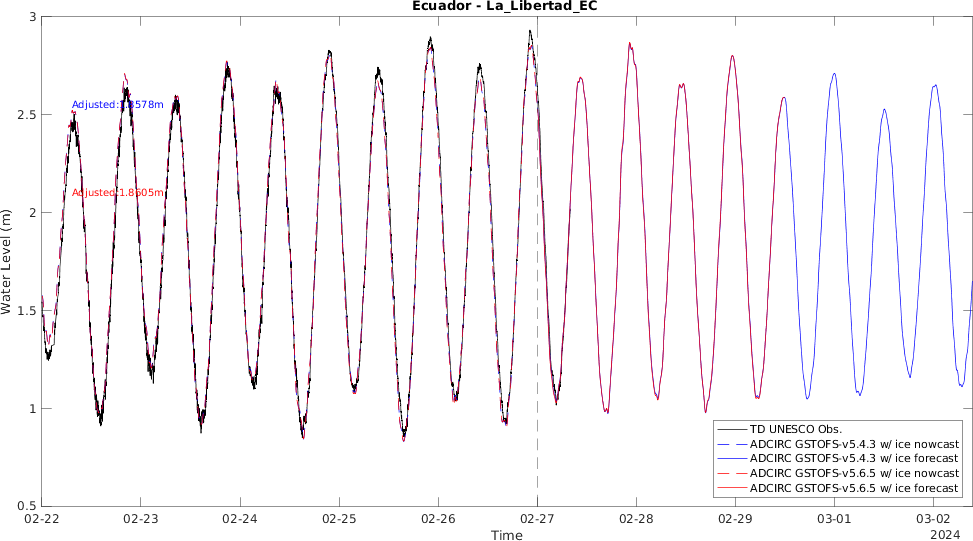 Ecuador - La_Libertad_EC
3
2.5
2
1.5
1
0.5
Water Level (m)
Adjusted:1.8578m
Adjusted:1.8605m
TD UNESCO Obs.
ADCIRC GSTOFS-v5.4.3 w/ ice nowcast
ADCIRC GSTOFS-v5.4.3 w/ ice forecast
ADCIRC GSTOFS-v5.6.5 w/ ice nowcast
ADCIRC GSTOFS-v5.6.5 w/ ice forecast
02-22 02-23 02-24 02-25 02-26 02-27 02-28 02-29 03-01 03-02
Time
2024